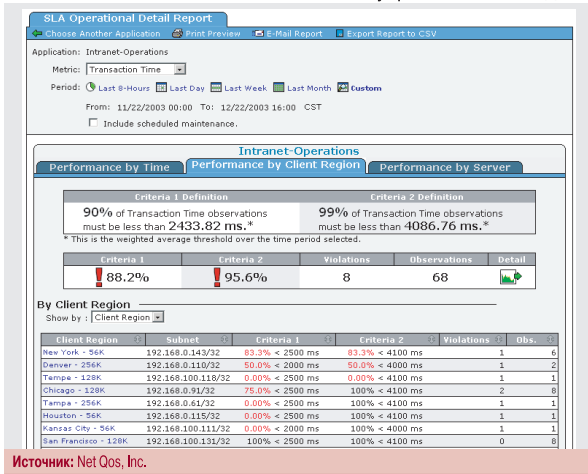 SLA Operational Detail Report
Choose Another Application Print Preview E-Mail Report Export Report to CSV
Application: Intranet-Operations
Metric: Transaction Time
Period: Last 8-Hours Last Day Last Week Last Month Custom
From: 11/22/2003 00:00 To: 12/22/2003 16:00 CST
Include scheduled maintenance.
Intranet-Operations
Performance by Time Performance by Client Region Performance by Server
Criteria 1 Definition Criteria 2 Definition
90% of Transaction Time observations 99% of Transaction Time observations
must be less than 2433.82 ms.* must be less than 4086.76 ms.*
* This is the weighted average threshold over the time period selected.
Criteria 1 Criteria 2 Violations Observations Detail
88.2% 95.6% 8 68
By Client Region
Show by : Client Region
Client Region Subnet Criteria 1 Criteria 2 Violations Obs.
New York - 56K 192.168.0.143/32 83.3% < 2500 ms 83.3% < 4100 ms 1 6
Denver - 256K 192.168.0.110/32 50.0% < 2000 ms 50.0% < 4000 ms 1 2
Tempe - 128K 192.168.100.118/32 0.00% < 2500 ms 0.00% < 4100 ms 1 1
Chicago - 128K 192.168.0.91/32 75.0% < 2500 ms 100% < 4100 ms 2 8
Tampa - 256K 192.168.0.61/32 0.00% < 2000 ms 100% < 4000 ms 1 1
Houston - 56K 192.168.0.115/32 0.00% < 2500 ms 100% < 4100 ms 1 1
Kansas City - 56K 192.168.100.111/32 0.00% < 2500 ms 100% < 4100 ms 1 1
San Francisco - 128K 192.168.100.131/32 100% < 2500 ms 100% < 4100 ms 0 8
Источник: Net Qos, Inc.